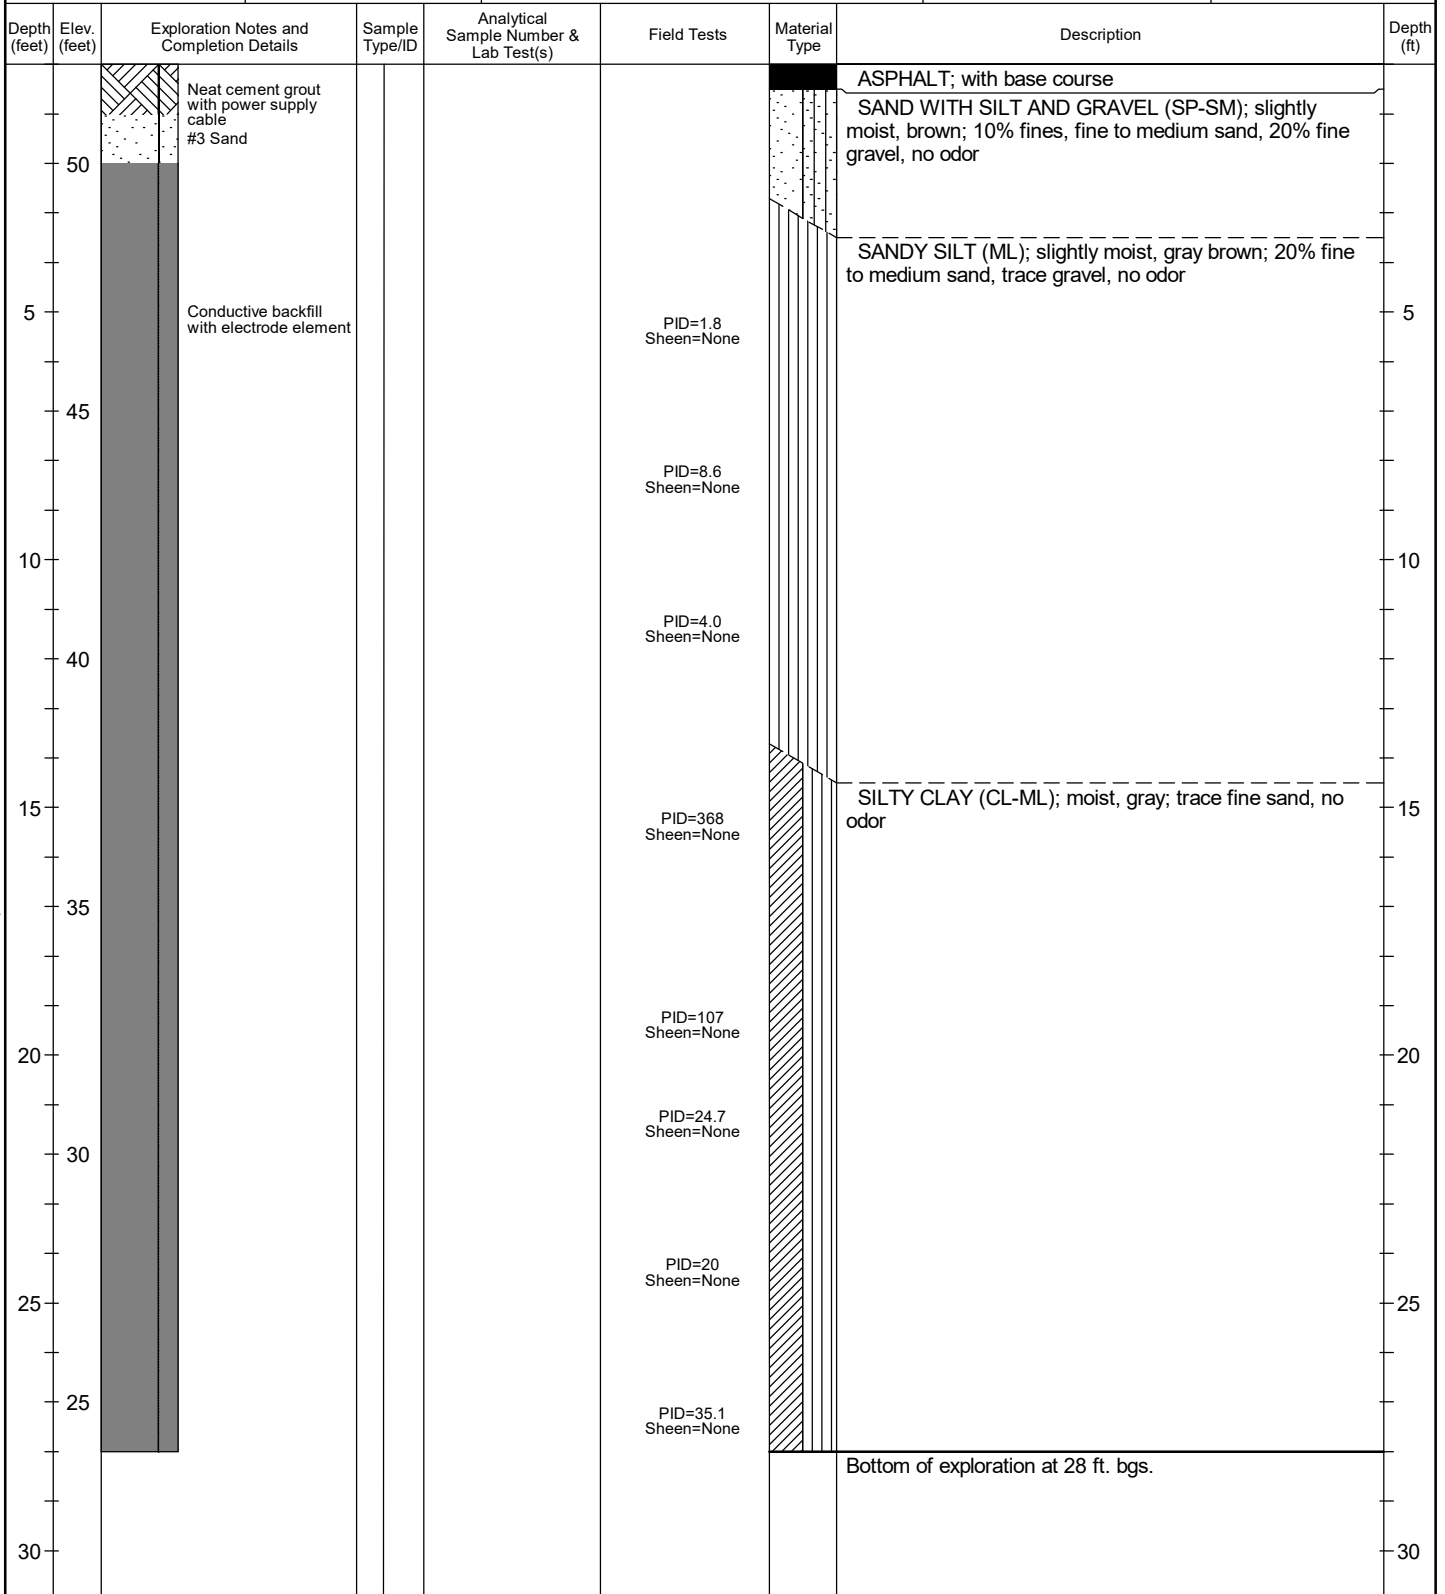 Depth
(feet)
Elev.
(feet)
Exploration Notes and
Completion Details
Sample
Type/ID
Analytical
Sample Number &
Lab Test(s)
Field Tests
Material
Type
Description
Depth
(ft)
Neat cement grout
with power supply
cable
#3 Sand
ASPHALT; with base course
SAND WITH SILT AND GRAVEL (SP-SM); slightly
moist, brown; 10% fines, fine to medium sand, 20% fine
gravel, no odor
50
SANDY SILT (ML); slightly moist, gray brown; 20% fine
to medium sand, trace gravel, no odor
5
Conductive backfill
with electrode element
PID=1.8
Sheen=None
5
45
PID=8.6
Sheen=None
10
10
PID=4.0
Sheen=None
40
SILTY CLAY (CL-ML); moist, gray; trace fine sand, no
odor
15
PID=368
Sheen=None
15
35
PID=107
Sheen=None
20
20
PID=24.7
Sheen=None
30
PID=20
Sheen=None
25
25
25
PID=35.1
Sheen=None
Bottom of exploration at 28 ft. bgs.
30
30